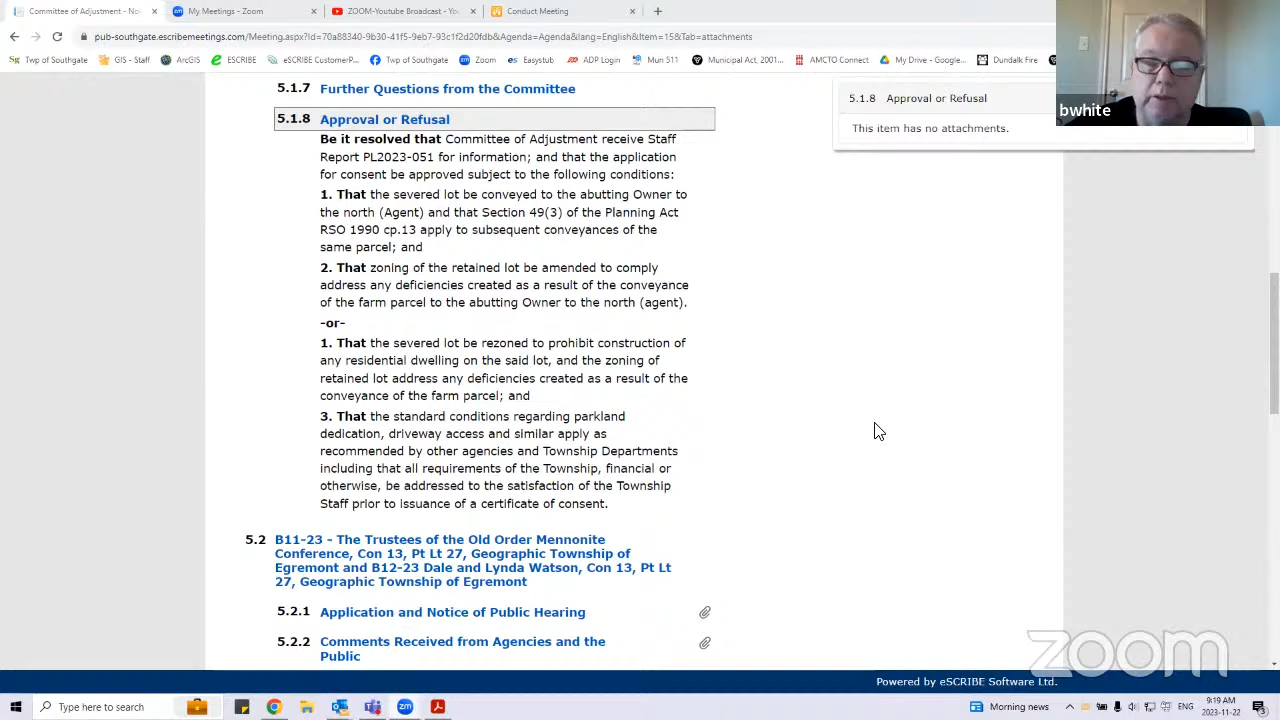 Committee of Adjustment - No
My Meetings - Zoom
ZOOM-Youtube Broadcast - Yo
Conduct Meeting
pub-southgate.escribemeetings.com/Meeting.aspx?Id=70a88340-9b30-41f5-9eb7-93c1f2d20fdb&Agenda=Agenda&lang=English&Item=15&Tab=attachments
Twp of Southgate
GIS - Staff
ArcGIS
ESCRIBE
eSCRIBE CustomerP...
Twp of Southgate
Zoom
Easystub
ADP Login
Mun 511
Municipal Act, 2001...
AMCTO Connect
My Drive - Google...
Dundalk Fire
bwhite
5.1.7 Further Questions from the Committee
5.1.8 Approval or Refusal
Be it resolved that Committee of Adjustment receive Staff
Report PL2023-051 for information; and that the application
for consent be approved subject to the following conditions:
1. That the severed lot be conveyed to the abutting Owner to
the north (Agent) and that Section 49(3) of the Planning Act
RSO 1990 cp.13 apply to subsequent conveyances of the
same parcel; and
2. That zoning of the retained lot be amended to comply
address any deficiencies created as a result of the conveyance
of the farm parcel to the abutting Owner to the north (agent).
-or-
1. That the severed lot be rezoned to prohibit construction of
any residential dwelling on the said lot, and the zoning of
retained lot address any deficiencies created as a result of the
conveyance of the farm parcel; and
3. That the standard conditions regarding parkland
dedication, driveway access and similar apply as
recommended by other agencies and Township Departments
including that all requirements of the Township, financial or
otherwise, be addressed to the satisfaction of the Township
Staff prior to issuance of a certificate of consent.
5.2 B11-23 - The Trustees of the Old Order Mennonite
Conference, Con 13, Pt Lt 27, Geographic Township of
Egremont and B12-23 Dale and Lynda Watson, Con 13, Pt Lt
27, Geographic Township of Egremont
5.2.1 Application and Notice of Public Hearing
5.2.2 Comments Received from Agencies and the
Public
5.1.8 Approval or Refusal
This item has no attachments.
zoom
Powered by eSCRIBE Software Ltd.
Type here to search
Morning news
ENG
9:19 AM
2023-11-22